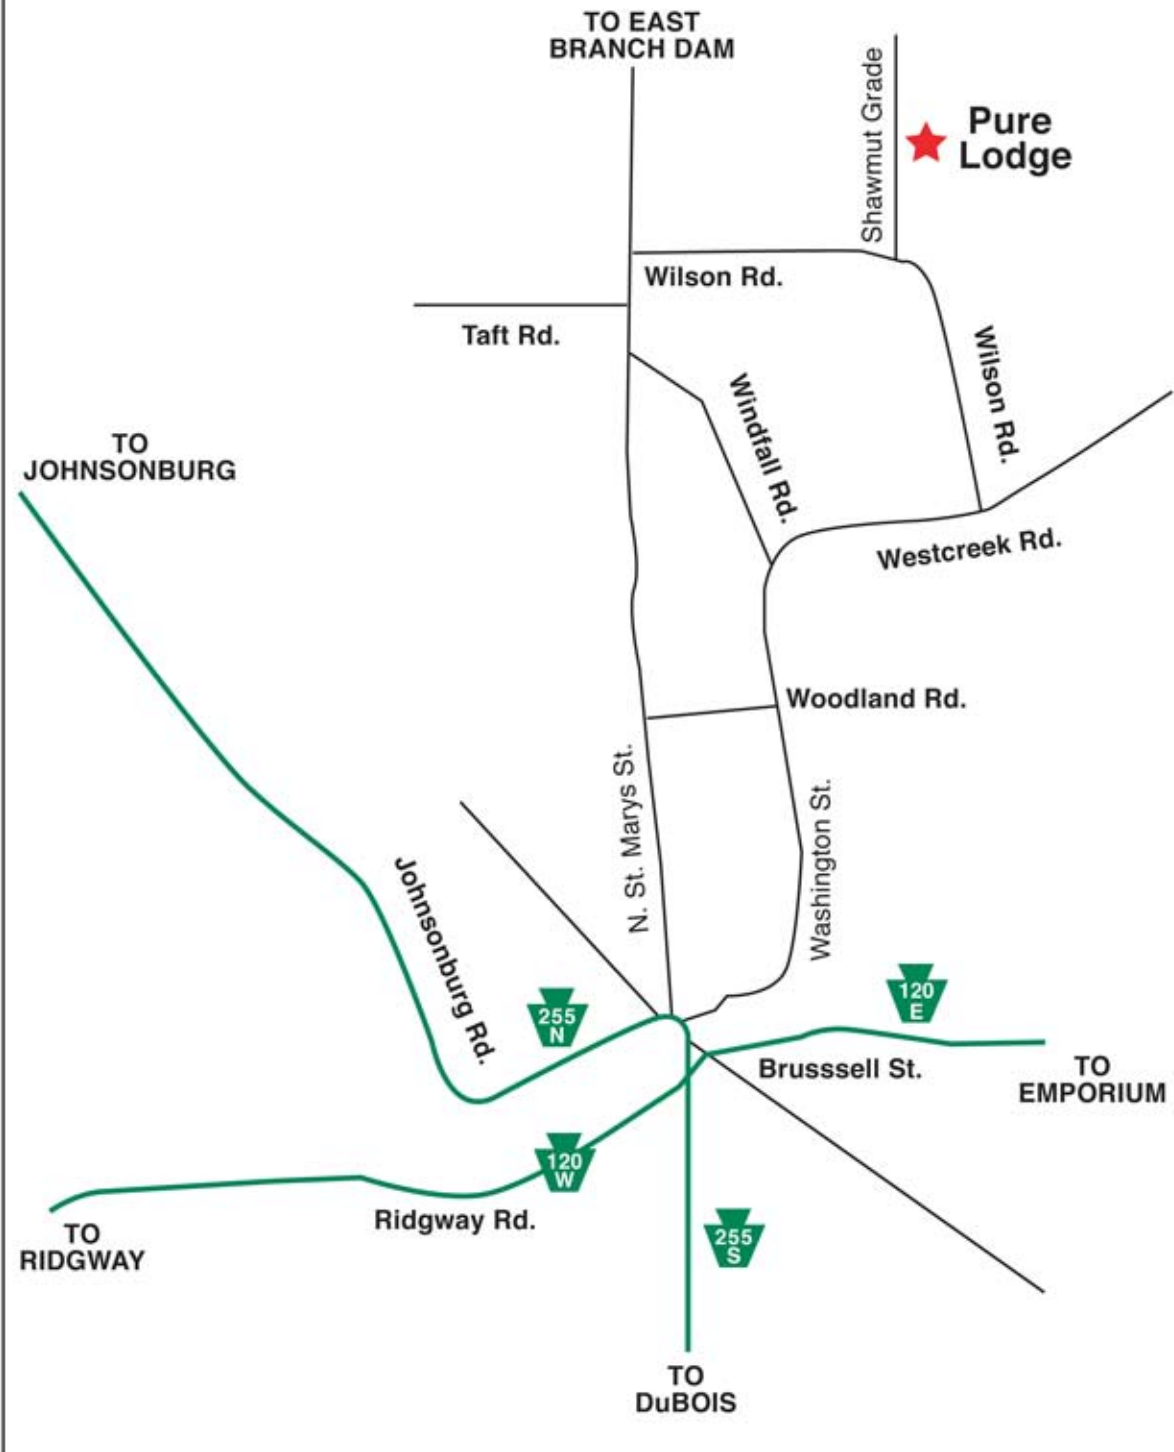 TO EAST
BRANCH DAM
Shawmut Grade
Pure
Lodge
Wilson Rd.
Taft Rd.
Wilson Rd.
Windfall Rd.
TO
JOHNSONBURG
Westcreek Rd.
Woodland Rd.
N. St. Marys St.
Washington St.
Johnsonburg Rd.
255
N
120
E
Brusssell St.
TO
EMPORIUM
120
W
Ridgway Rd.
TO
RIDGWAY
255
S
TO
DuBOIS